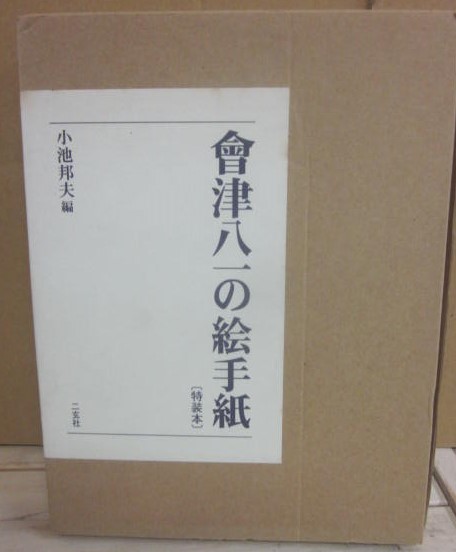 會津八一の絵手紙
〔特装本〕
小池邦夫 編
二玄社